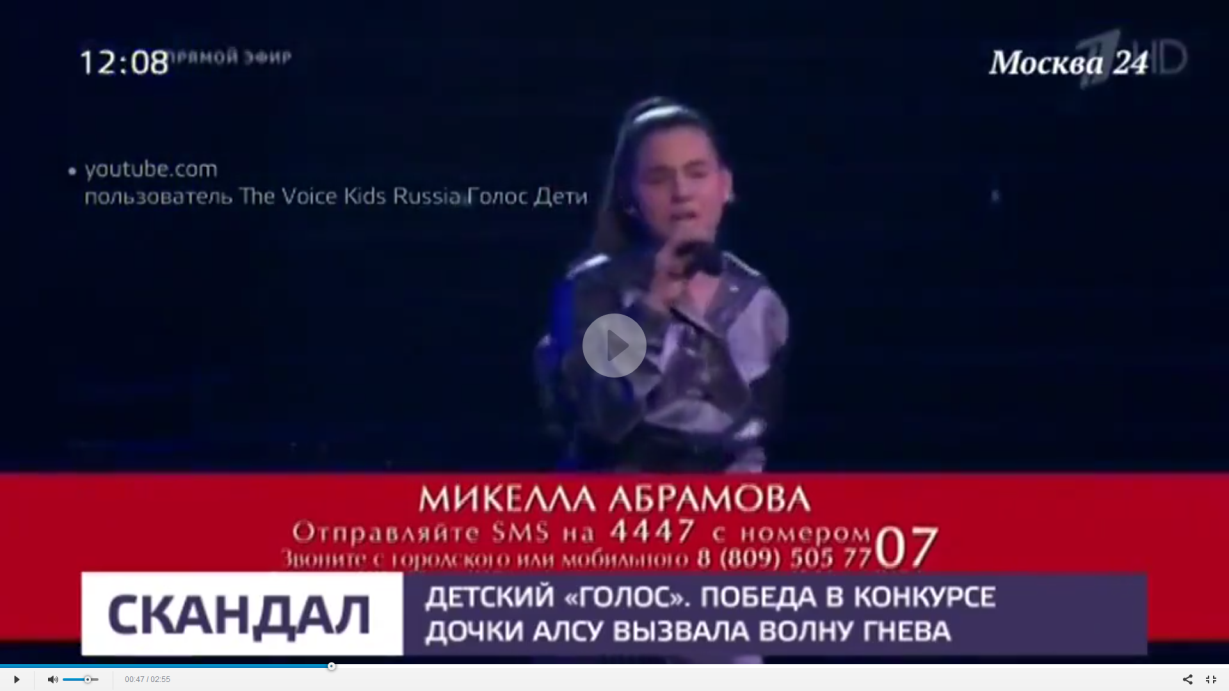 12:08
ПРЯМОЙ ЭФИР
Москва 24
HD
youtube.com
пользователь The Voice Kids Russia Голос Дети
МИКЕЛЛА АБРАМОВА
Отправляйте SMS на 4447 с номером 07
Звоните с городского или мобильного 8 (809) 505 77
СКАНДАЛ
ДЕТСКИЙ «ГОЛОС». ПОБЕДА В КОНКУРСЕ
ДОЧКИ АЛСУ ВЫЗВАЛА ВОЛНУ ГНЕВА
00:47 / 02:55